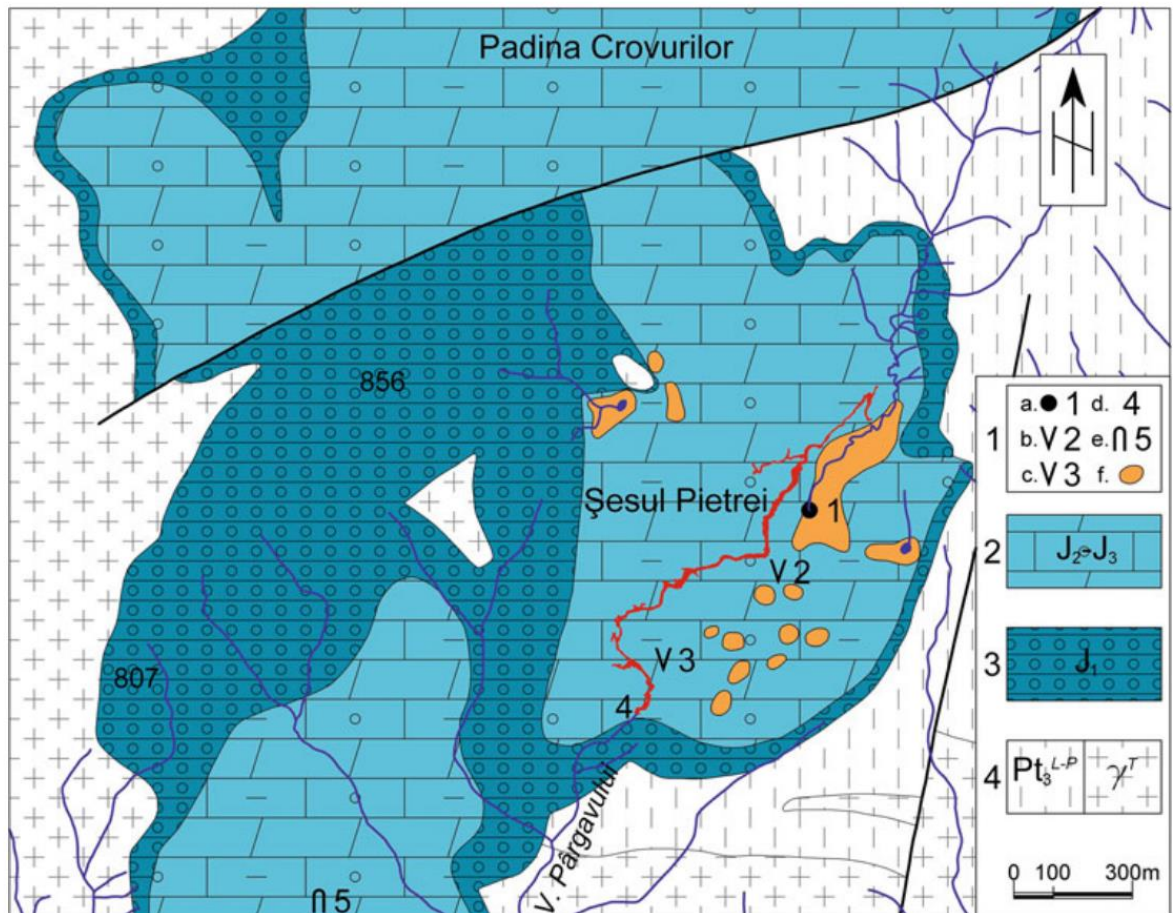 Padina Crovurilor
856
Şesul Pietrei
1
V 2
V 3
4
807
V. Pârgavului
∩ 5
1
a. ● 1 d. 4
b. V 2 e. ∩ 5
c. V 3 f.
2
J₂-J₃
3
J₁
4
Pt₃ᴸ⁻ᴾ γᵀ
0 100 300m